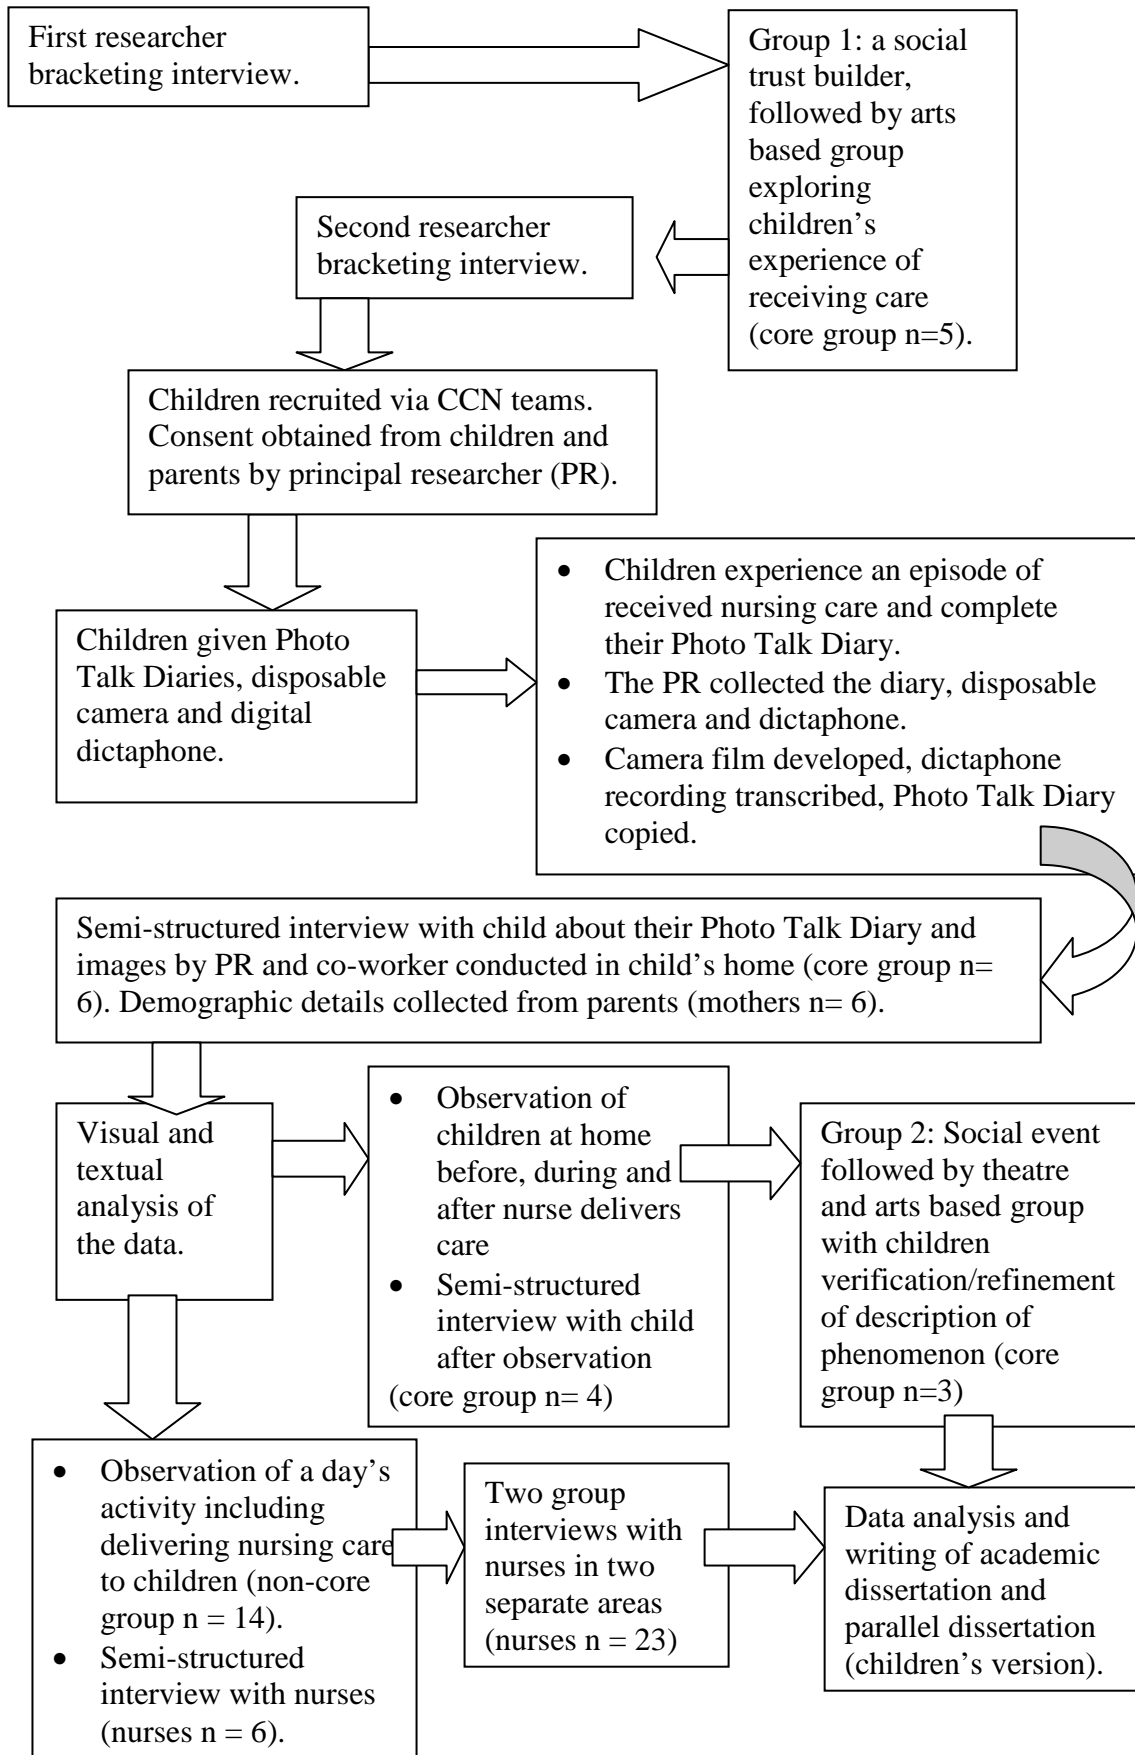 First researcher
bracketing interview.
Group 1: a social
trust builder,
followed by arts
based group
exploring
children’s
experience of
receiving care
(core group n=5).
Second researcher
bracketing interview.
Children recruited via CCN teams.
Consent obtained from children and
parents by principal researcher (PR).
Children given Photo
Talk Diaries, disposable
camera and digital
dictaphone.
• Children experience an episode of
received nursing care and complete
their Photo Talk Diary.
• The PR collected the diary, disposable
camera and dictaphone.
• Camera film developed, dictaphone
recording transcribed, Photo Talk Diary
copied.
Semi-structured interview with child about their Photo Talk Diary and
images by PR and co-worker conducted in child’s home (core group n=
6). Demographic details collected from parents (mothers n= 6).
Visual and
textual
analysis of
the data.
• Observation of
children at home
before, during and
after nurse delivers
care
• Semi-structured
interview with child
after observation
(core group n= 4)
Group 2: Social event
followed by theatre
and arts based group
with children
verification/refinement
of description of
phenomenon (core
group n=3)
• Observation of a day’s
activity including
delivering nursing care
to children (non-core
group n = 14).
• Semi-structured
interview with nurses
(nurses n = 6).
Two group
interviews with
nurses in two
separate areas
(nurses n = 23)
Data analysis and
writing of academic
dissertation and
parallel dissertation
(children’s version).